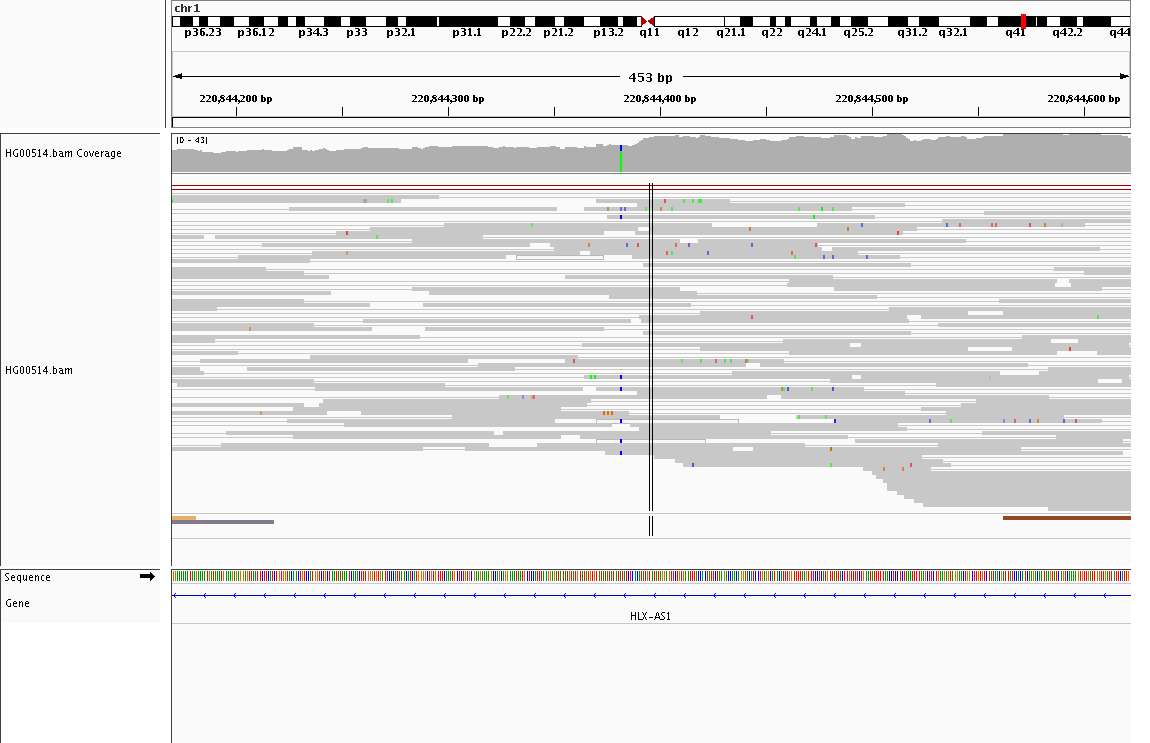 chr1
p36.23 p36.12 p34.3 p33 p32.1 p31.1 p22.2 p21.2 p13.2 q11 q12 q21.1 q22 q24.1 q25.2 q31.2 q32.1 q41 q42.2 q44
453 bp
220,844,200 bp 220,844,300 bp 220,844,400 bp 220,844,500 bp 220,844,600 bp
[0 - 43]
HG00514.bam Coverage
HG00514.bam
Sequence
Gene
HLX-AS1